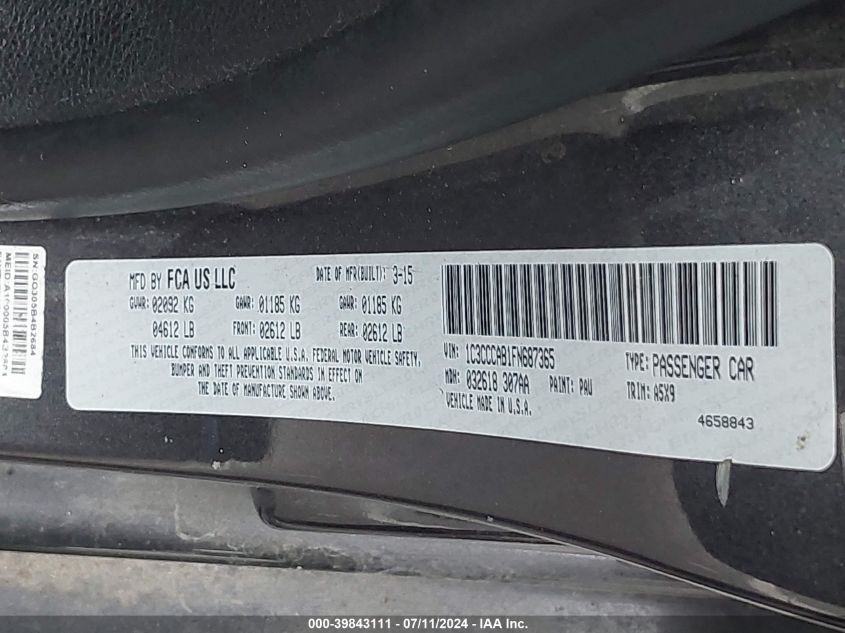 SN:GO305B4B2684
MFD BY FCA US LLC
DATE OF MFR(BUILT): 3-15
GVWR: 02092 KG GAWR: 01185 KG GAWR: 01185 KG
04612 LB FRONT: 02612 LB REAR: 02612 LB
THIS VEHICLE CONFORMS TO ALL APPLICABLE U.S.A. FEDERAL MOTOR VEHICLE SAFETY,
BUMPER AND THEFT PREVENTION STANDARDS IN EFFECT ON
THE DATE OF MANUFACTURE SHOWN ABOVE.
VIN: 1C3CCCAB1FN687365 TYPE: PASSENGER CAR
MDH: 032618 307AA PAINT: PAU TRIM: A5X9
VEHICLE MADE IN U.S.A.
4658843
000-39843111 - 07/11/2024 - IAA Inc.